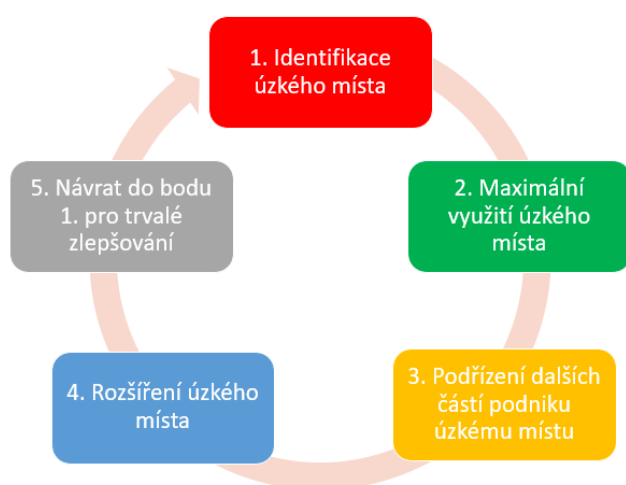 1. Identifikace
úzkého místa
2. Maximální
využití úzkého
místa
3. Podřízení dalších
částí podniku
úzkému místu
4. Rozšíření úzkého
místa
5. Návrat do bodu
1. pro trvalé
zlepšování